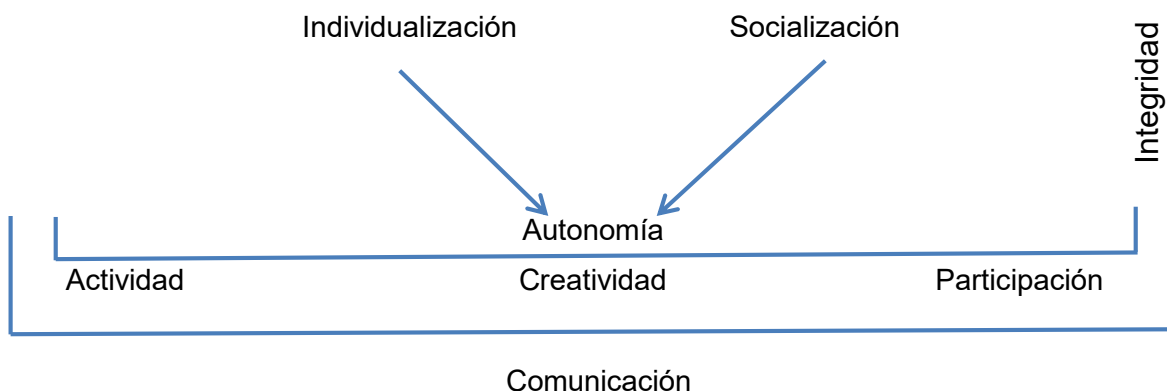 Individualización
Socialización
Integridad
Autonomía
Actividad
Creatividad
Participación
Comunicación